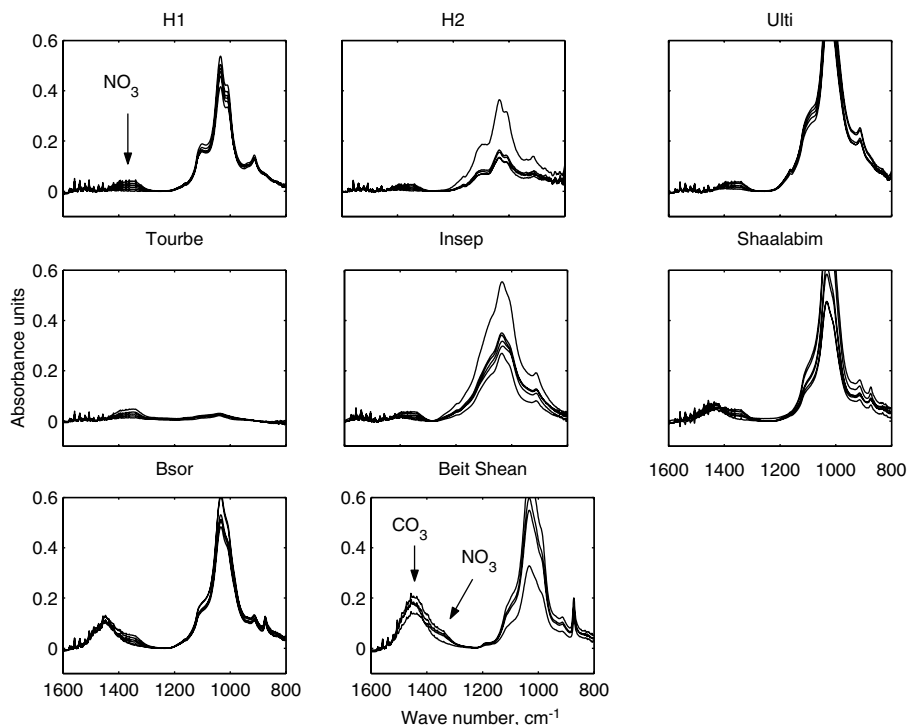 H1 H2 Ulti
0.6
0.4
0.2
0
NO3
Tourbe Insep Shaalabim
0.6
0.4
0.2
0
Absorbance units
1600 1400 1200 1000 800
Bsor Beit Shean
0.6
0.4
0.2
0
CO3
NO3
1600 1400 1200 1000 800 1600 1400 1200 1000 800
Wave number, cm-1